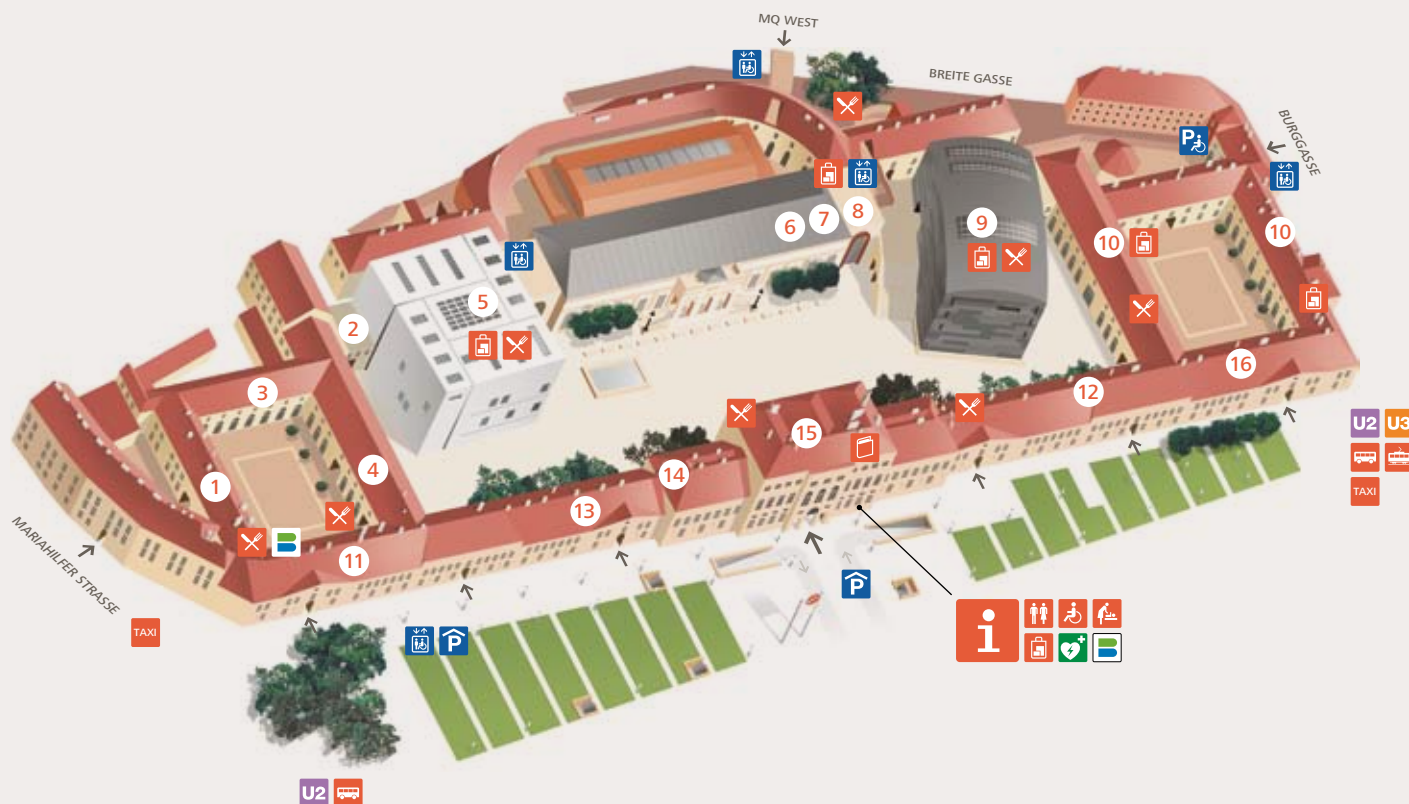 MQ WEST
BREITE GASSE
BURGGASSE
P
8
7
6
9
10
10
5
2
3
16
12
15
14
4
1
13
11
U2 U3
TAXI
MARIAHILFER STRASSE
P
TAXI
P
i
U2